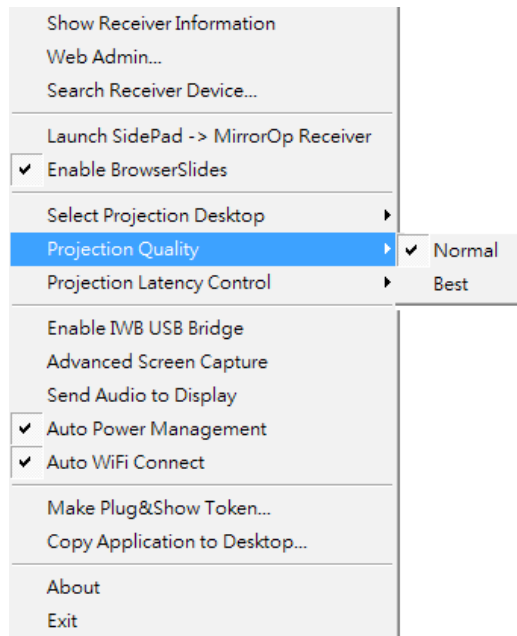 Show Receiver Information
Web Admin...
Search Receiver Device...
Launch SidePad -> MirrorOp Receiver
Enable BrowserSlides
Select Projection Desktop
Projection Quality
Normal
Projection Latency Control
Best
Enable IWB USB Bridge
Advanced Screen Capture
Send Audio to Display
Auto Power Management
Auto WiFi Connect
Make Plug&Show Token...
Copy Application to Desktop...
About
Exit